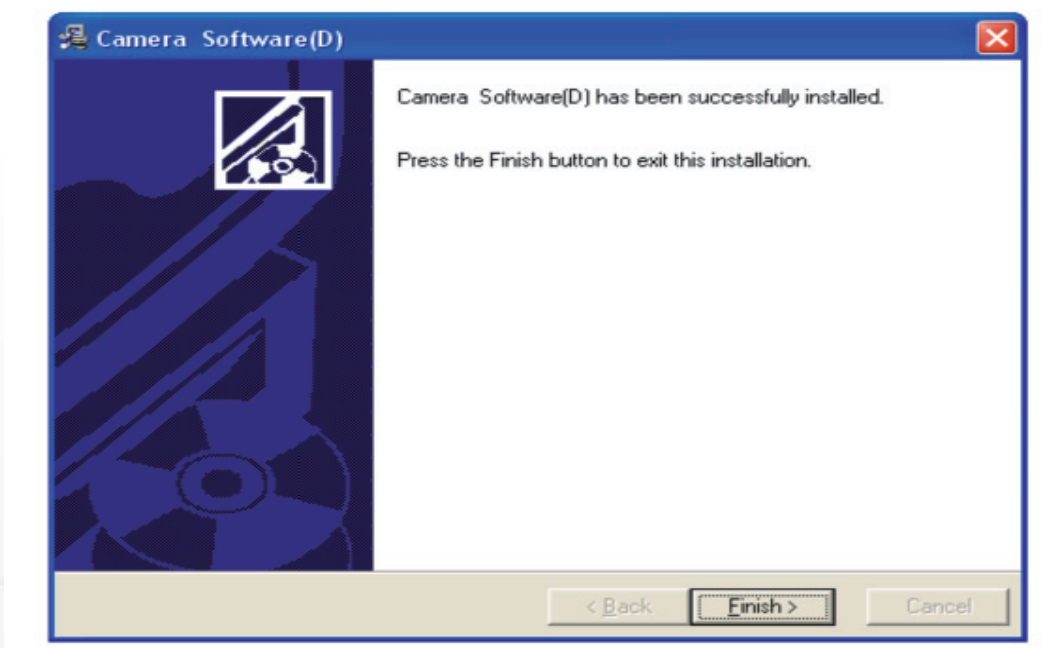 Camera Software(D)
Camera Software(D) has been successfully installed.
Press the Finish button to exit this installation.
< Back Finish > Cancel